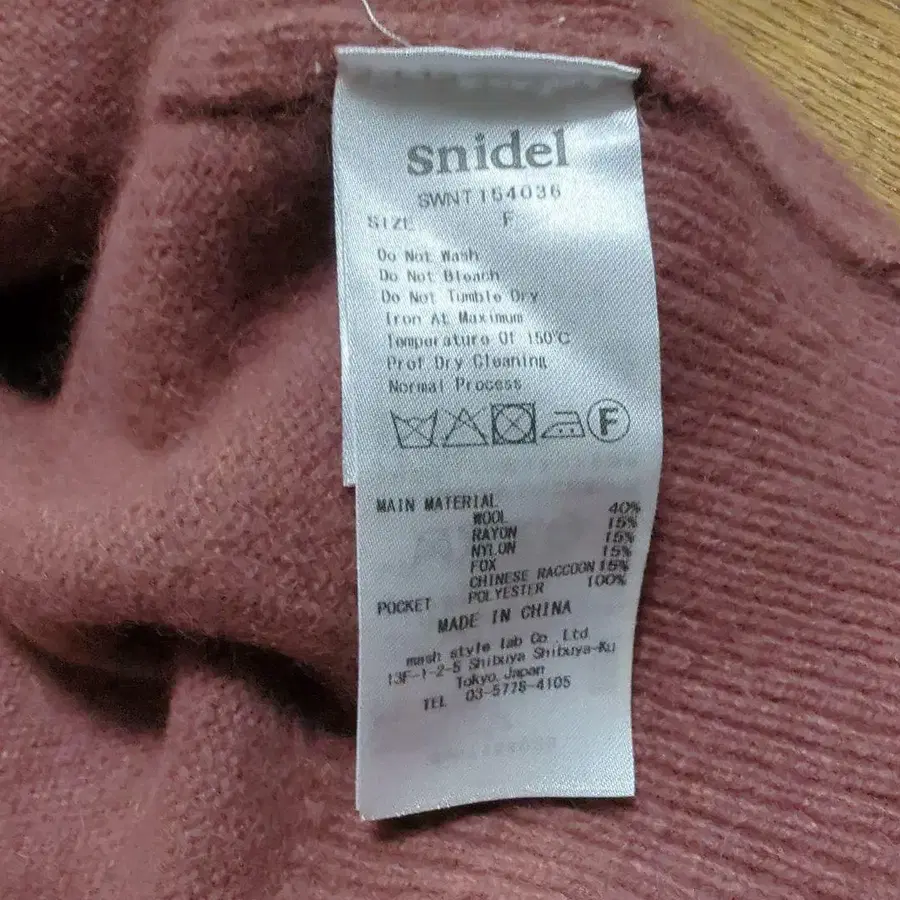 snidel
SWNT154036
SIZE F
Do Not Wash
Do Not Bleach
Do Not Tumble Dry
Iron At Maximum
Temperature Of 150°C
Prof Dry Cleaning
Normal Process
F
MAIN MATERIAL
WOOL 40%
RAYON 15%
NYLON 15%
FOX 15%
CHINESE RACCOON 15%
POCKET POLYESTER 100%
MADE IN CHINA
mash style lab Co .Ltd
13F-1-2-5 Shibuya Shibuya-Ku
Tokyo, Japan
TEL 03-5778-4105